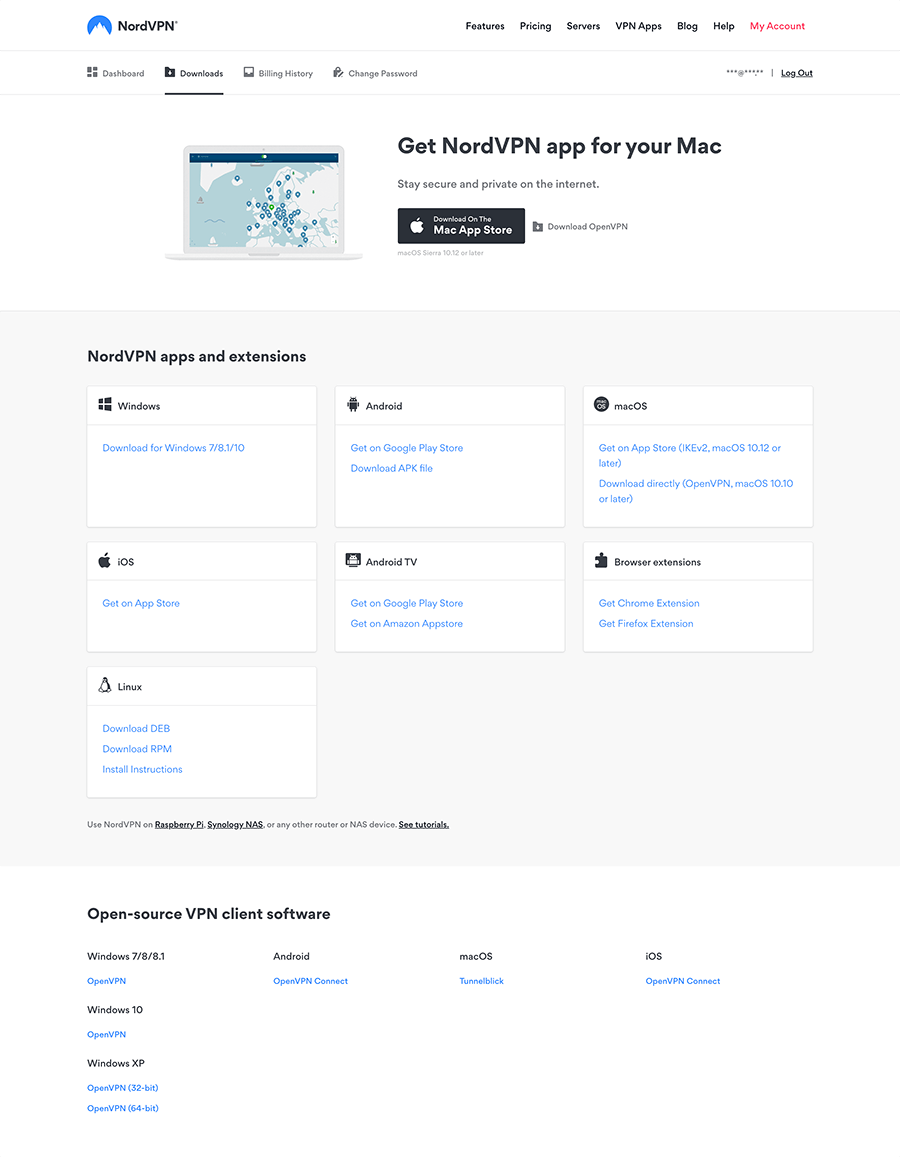 NordVPN®
Features Pricing Servers VPN Apps Blog Help My Account
Dashboard Downloads Billing History Change Password ***@***.** | Log Out
Get NordVPN app for your Mac
Stay secure and private on the internet.
Download On The
Mac App Store
Download OpenVPN
macOS Sierra 10.12 or later
NordVPN apps and extensions
Windows
Download for Windows 7/8.1/10
Android
Get on Google Play Store
Download APK file
mac
OS
macOS
Get on App Store (IKEv2, macOS 10.12 or
later)
Download directly (OpenVPN, macOS 10.10
or later)
iOS
Get on App Store
Android TV
Get on Google Play Store
Get on Amazon Appstore
Browser extensions
Get Chrome Extension
Get Firefox Extension
Linux
Download DEB
Download RPM
Install Instructions
Use NordVPN on Raspberry Pi, Synology NAS, or any other router or NAS device. See tutorials.
Open-source VPN client software
Windows 7/8/8.1
OpenVPN
Windows 10
OpenVPN
Windows XP
OpenVPN (32-bit)
OpenVPN (64-bit)
Android
OpenVPN Connect
macOS
Tunnelblick
iOS
OpenVPN Connect